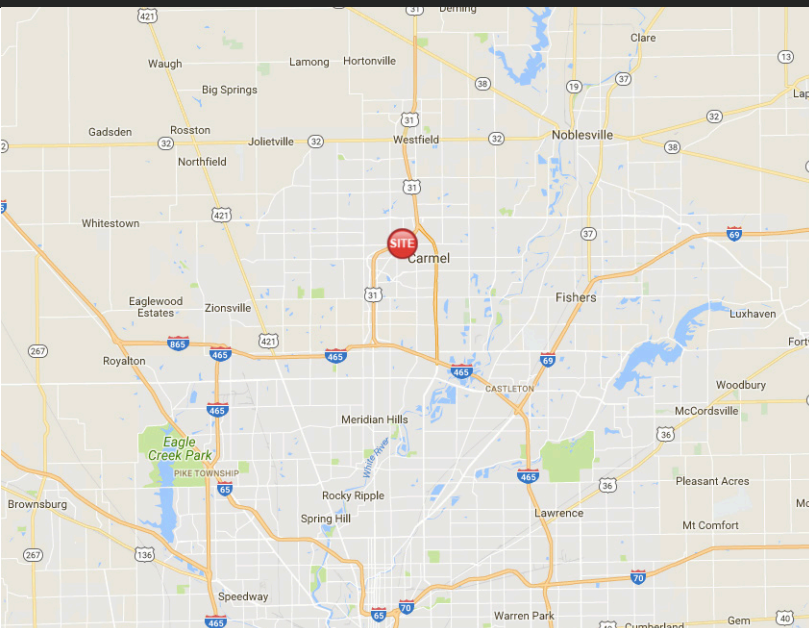 31
Deming
421
Clare
13
Waugh
Lamong
Hortonville
38
19
37
Big Springs
31
32
Gadsden
Rosston
32
Jolietville
32
Westfield
32
Noblesville
38
Northfield
31
421
Whitestown
37
69
SITE
Carmel
31
Eaglewood
Estates
Zionsville
Fishers
Luxhaven
421
865
465
465
267
Royalton
465
69
CASTLETON
Woodbury
465
Meridian Hills
McCordsville
36
Eagle
Creek Park
White River
PIKE TOWNSHIP
465
65
36
Pleasant Acres
Rocky Ripple
Brownsburg
Spring Hill
Lawrence
Mt Comfort
267
136
70
Speedway
465
65
70
Warren Park
Cumberland
Gem
40